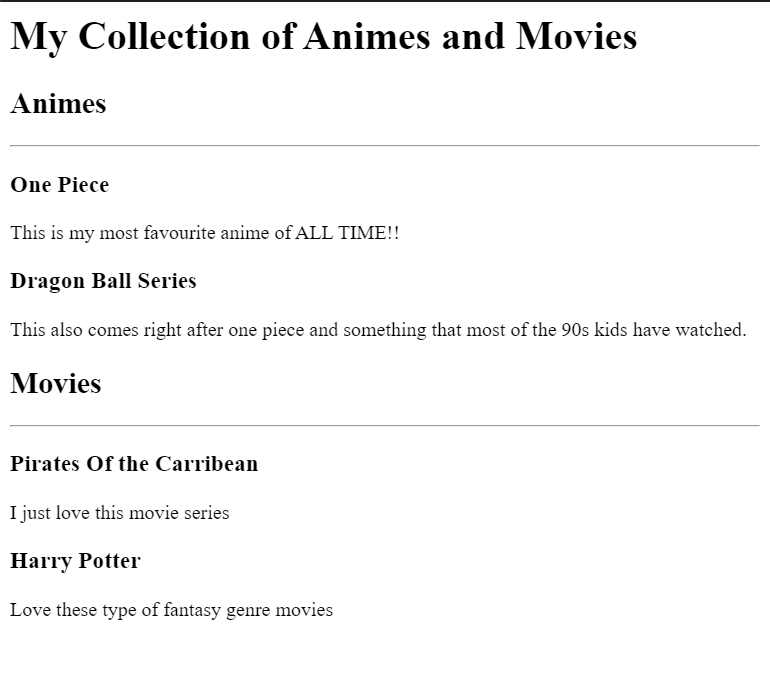 My Collection of Animes and Movies
Animes
One Piece
This is my most favourite anime of ALL TIME!!
Dragon Ball Series
This also comes right after one piece and something that most of the 90s kids have watched.
Movies
Pirates Of the Carribean
I just love this movie series
Harry Potter
Love these type of fantasy genre movies